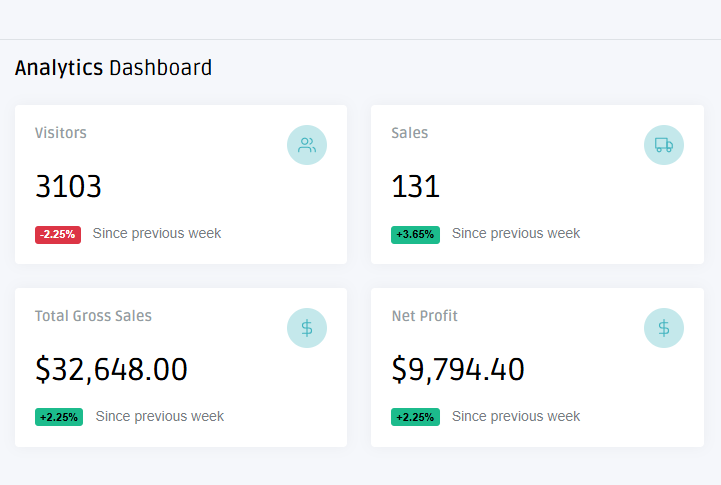 Analytics Dashboard
Visitors
3103
-2.25% Since previous week
Sales
131
+3.65% Since previous week
Total Gross Sales
$32,648.00
+2.25% Since previous week
Net Profit
$9,794.40
+2.25% Since previous week